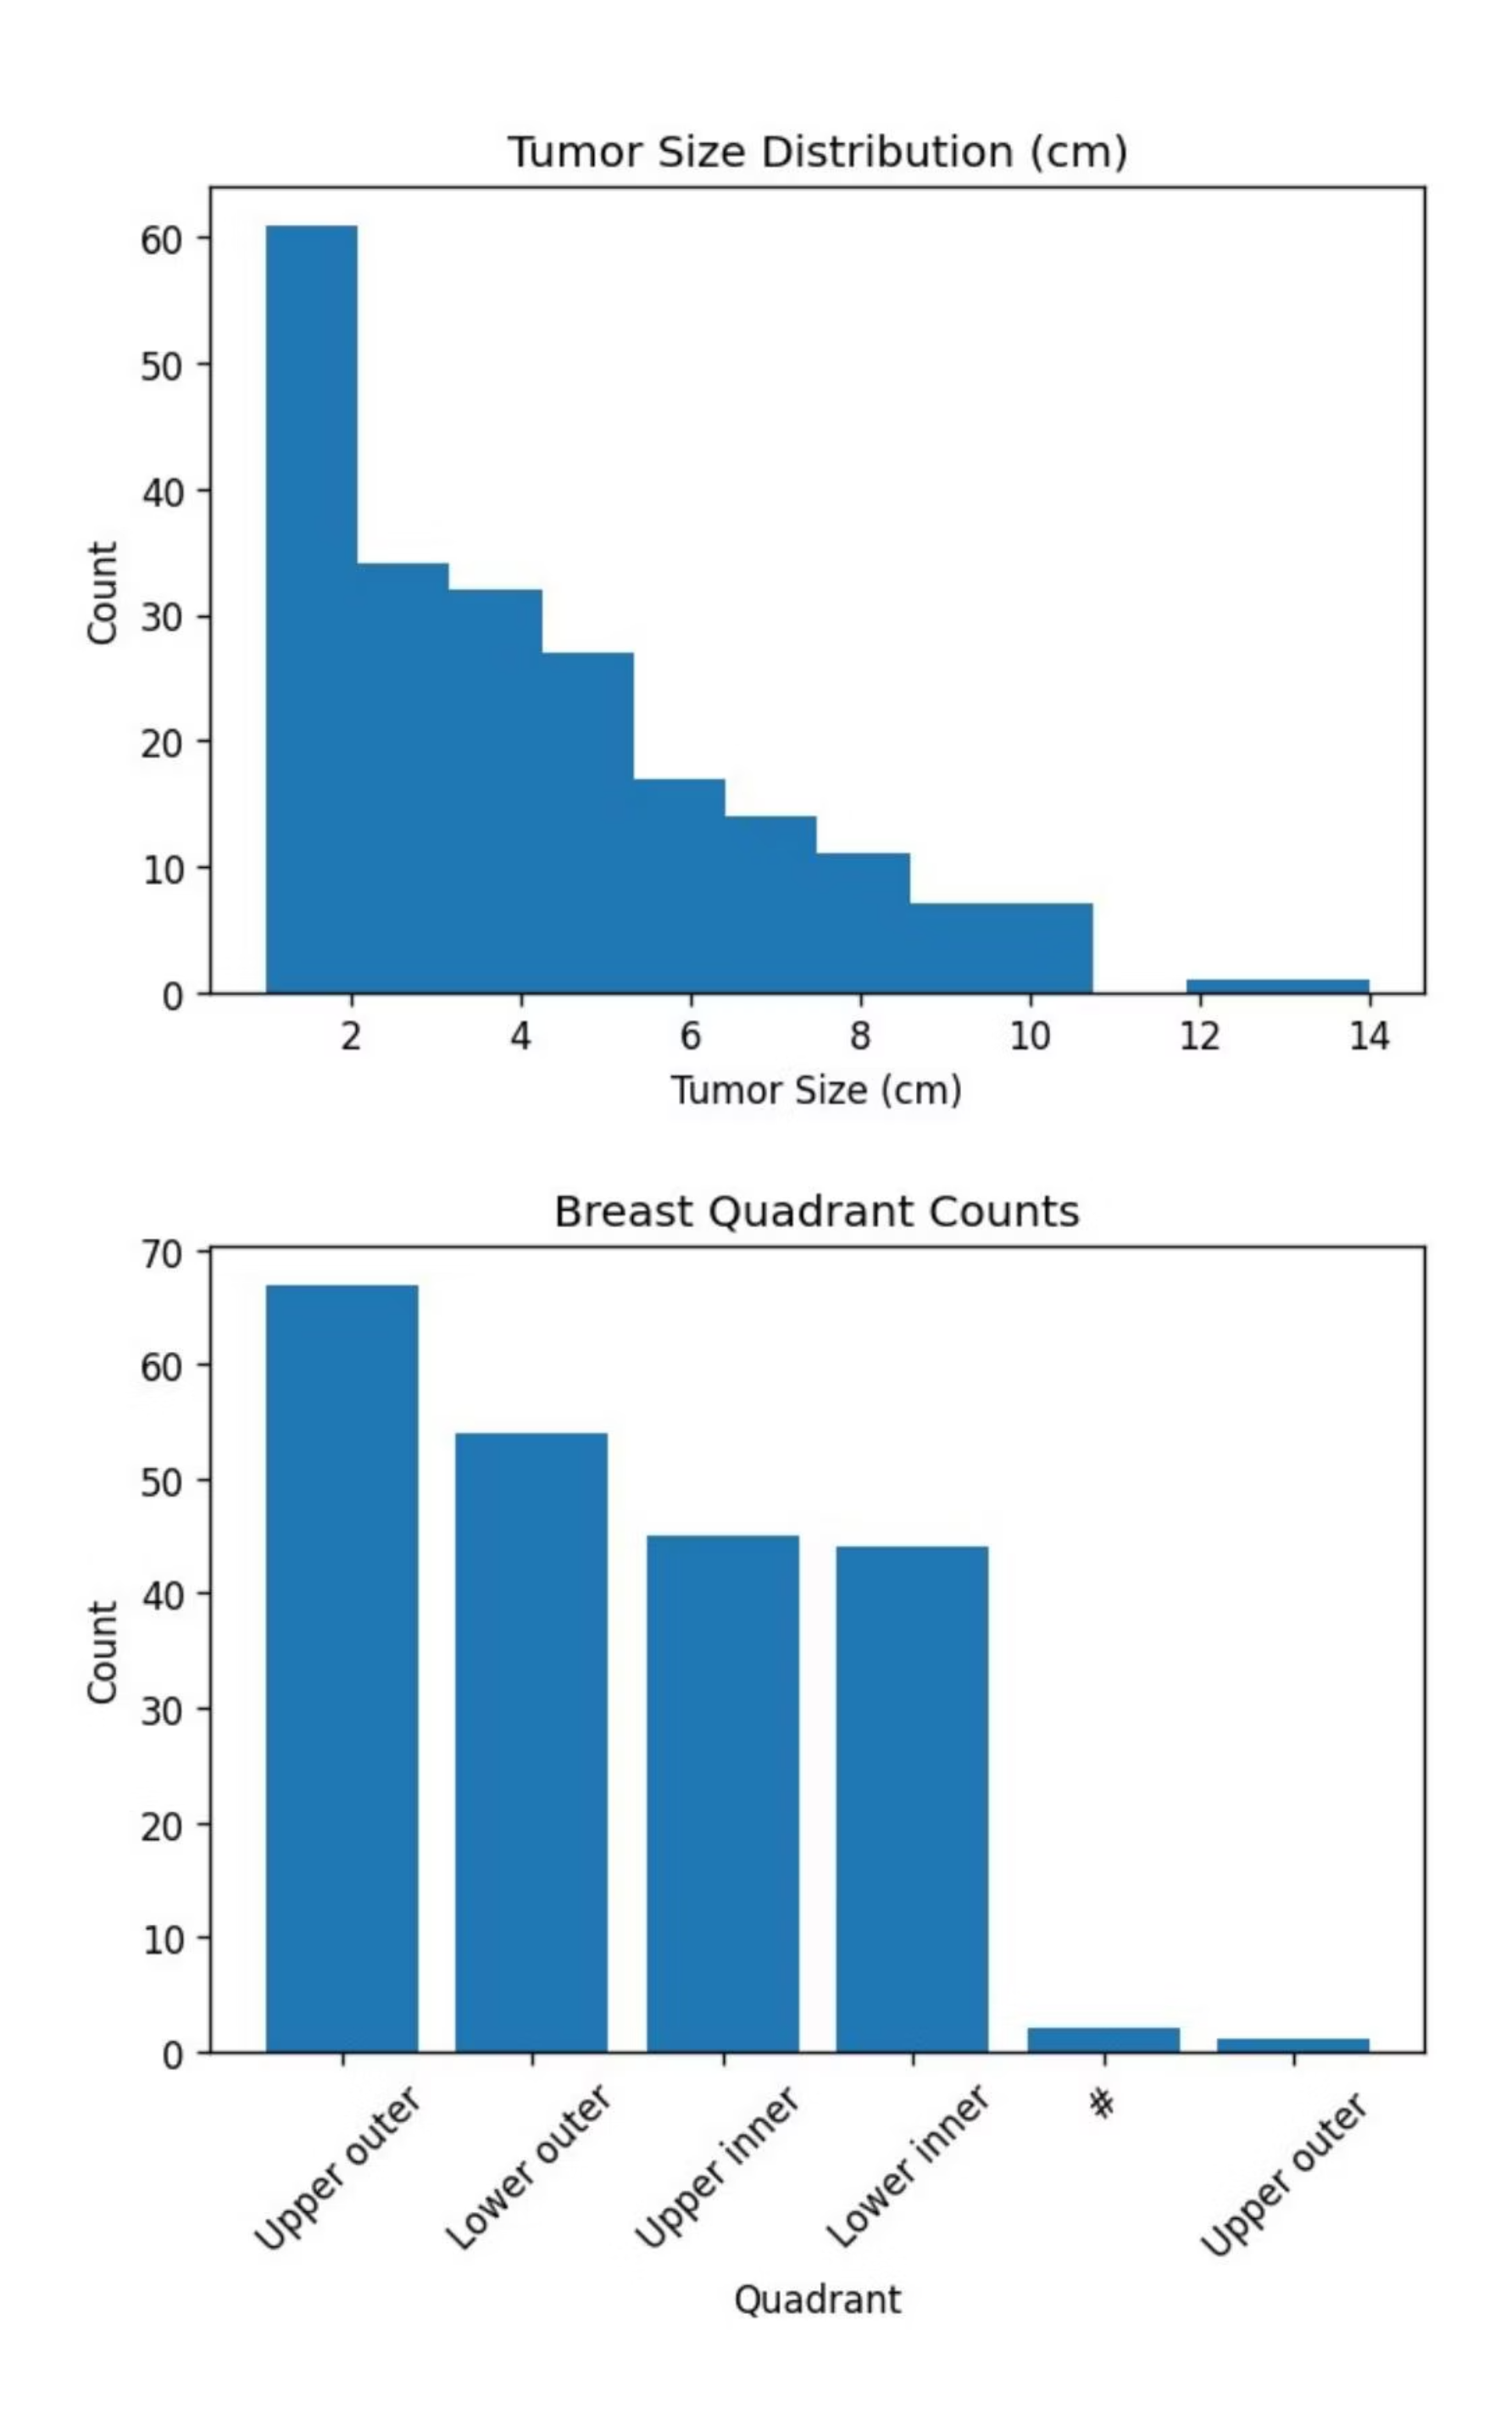 Tumor Size Distribution (cm)
60
50
40
30
20
10
0
Count
2 4 6 8 10 12 14
Tumor Size (cm)
Breast Quadrant Counts
70
60
50
40
30
20
10
0
Count
Upper outer Lower outer Upper inner Lower inner # Upper outer
Quadrant